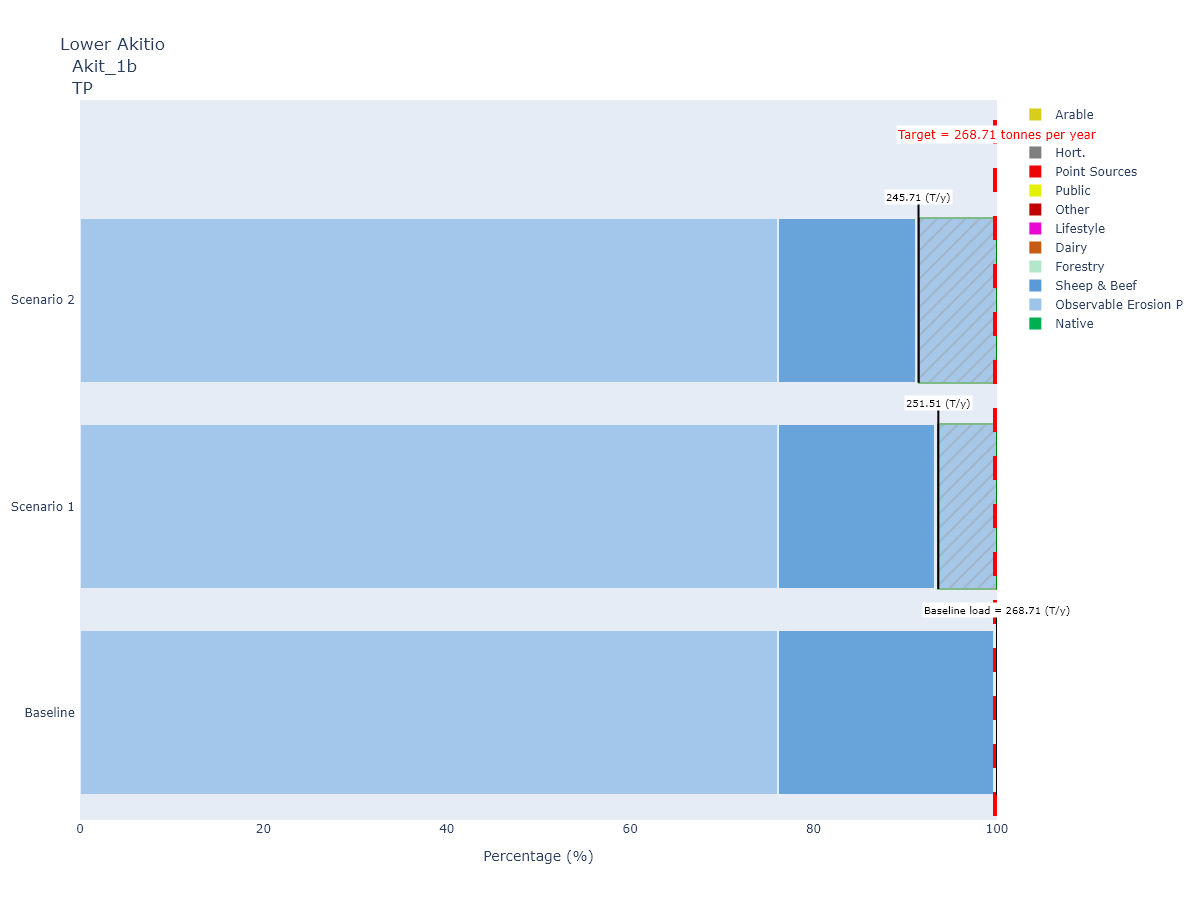 Lower Akitio
Akit_1b
TP
Arable
Target = 268.71 tonnes per year
Hort.
Point Sources
Public
Other
Lifestyle
Dairy
Forestry
Sheep & Beef
Observable Erosion P
Native
245.71 (T/y)
Scenario 2
251.51 (T/y)
Scenario 1
Baseline load = 268.71 (T/y)
Baseline
0 20 40 60 80 100
Percentage (%)